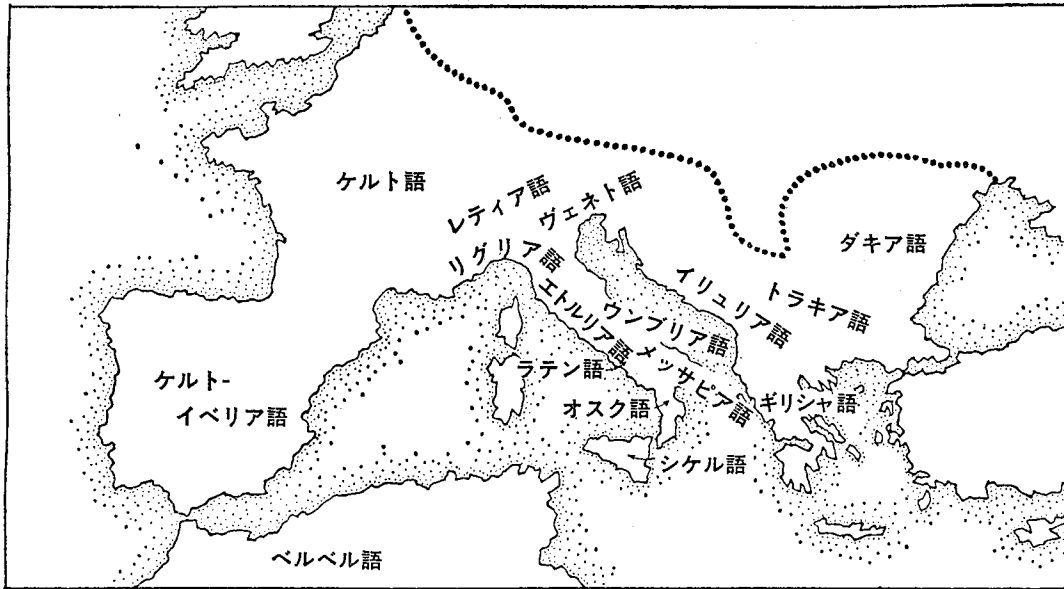 ケルト語
レティア語
ヴェネト語
ダキア語
リグリア語
イリュリア語
トラキア語
エトルリア語
ウンブリア語
ラテン語
メッサピア語
ケルト-
イベリア語
オスク語
ギリシャ語
シケル語
ベルベル語